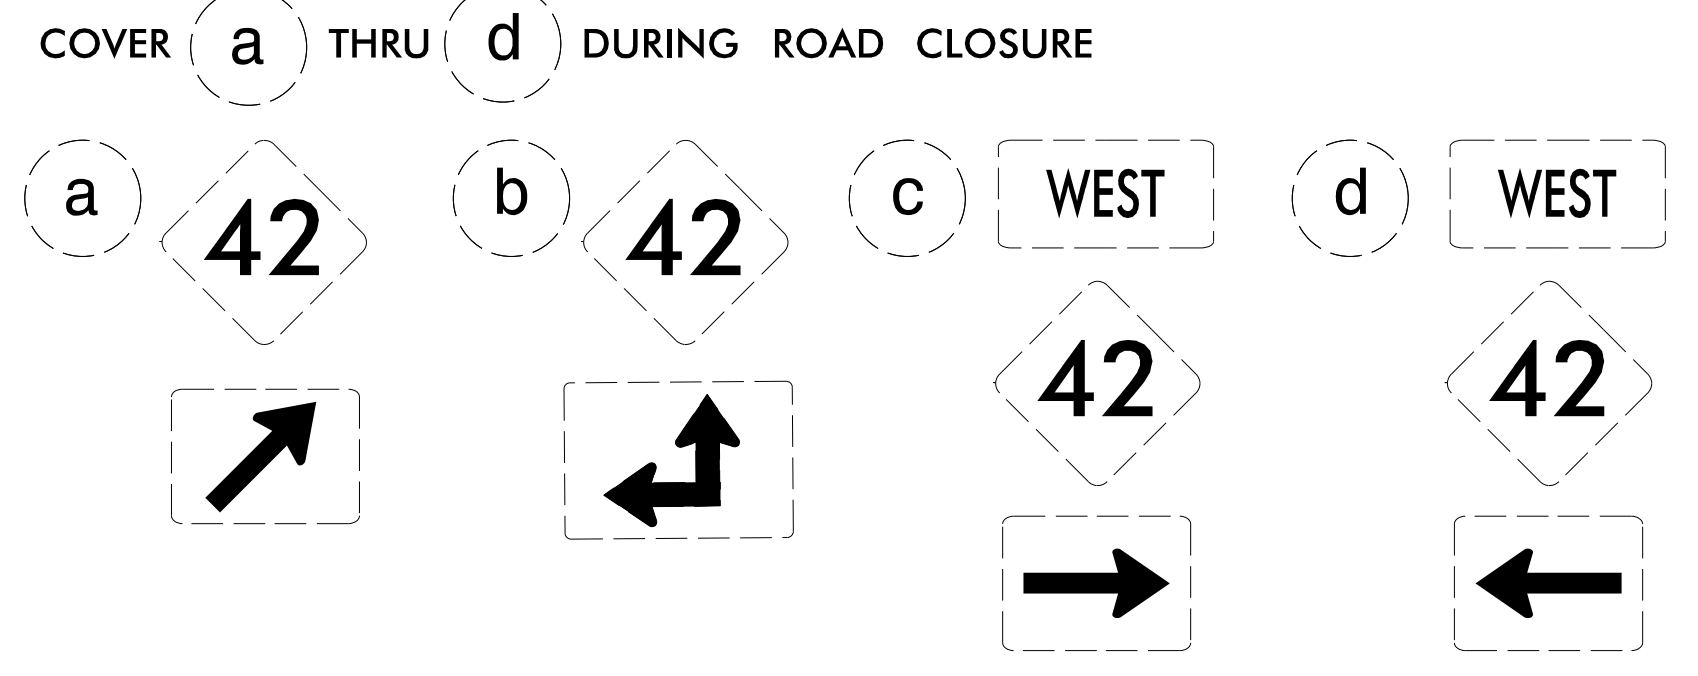 COVER a THRU d DURING ROAD CLOSURE
a 42
b 42
c WEST
42
d WEST
42